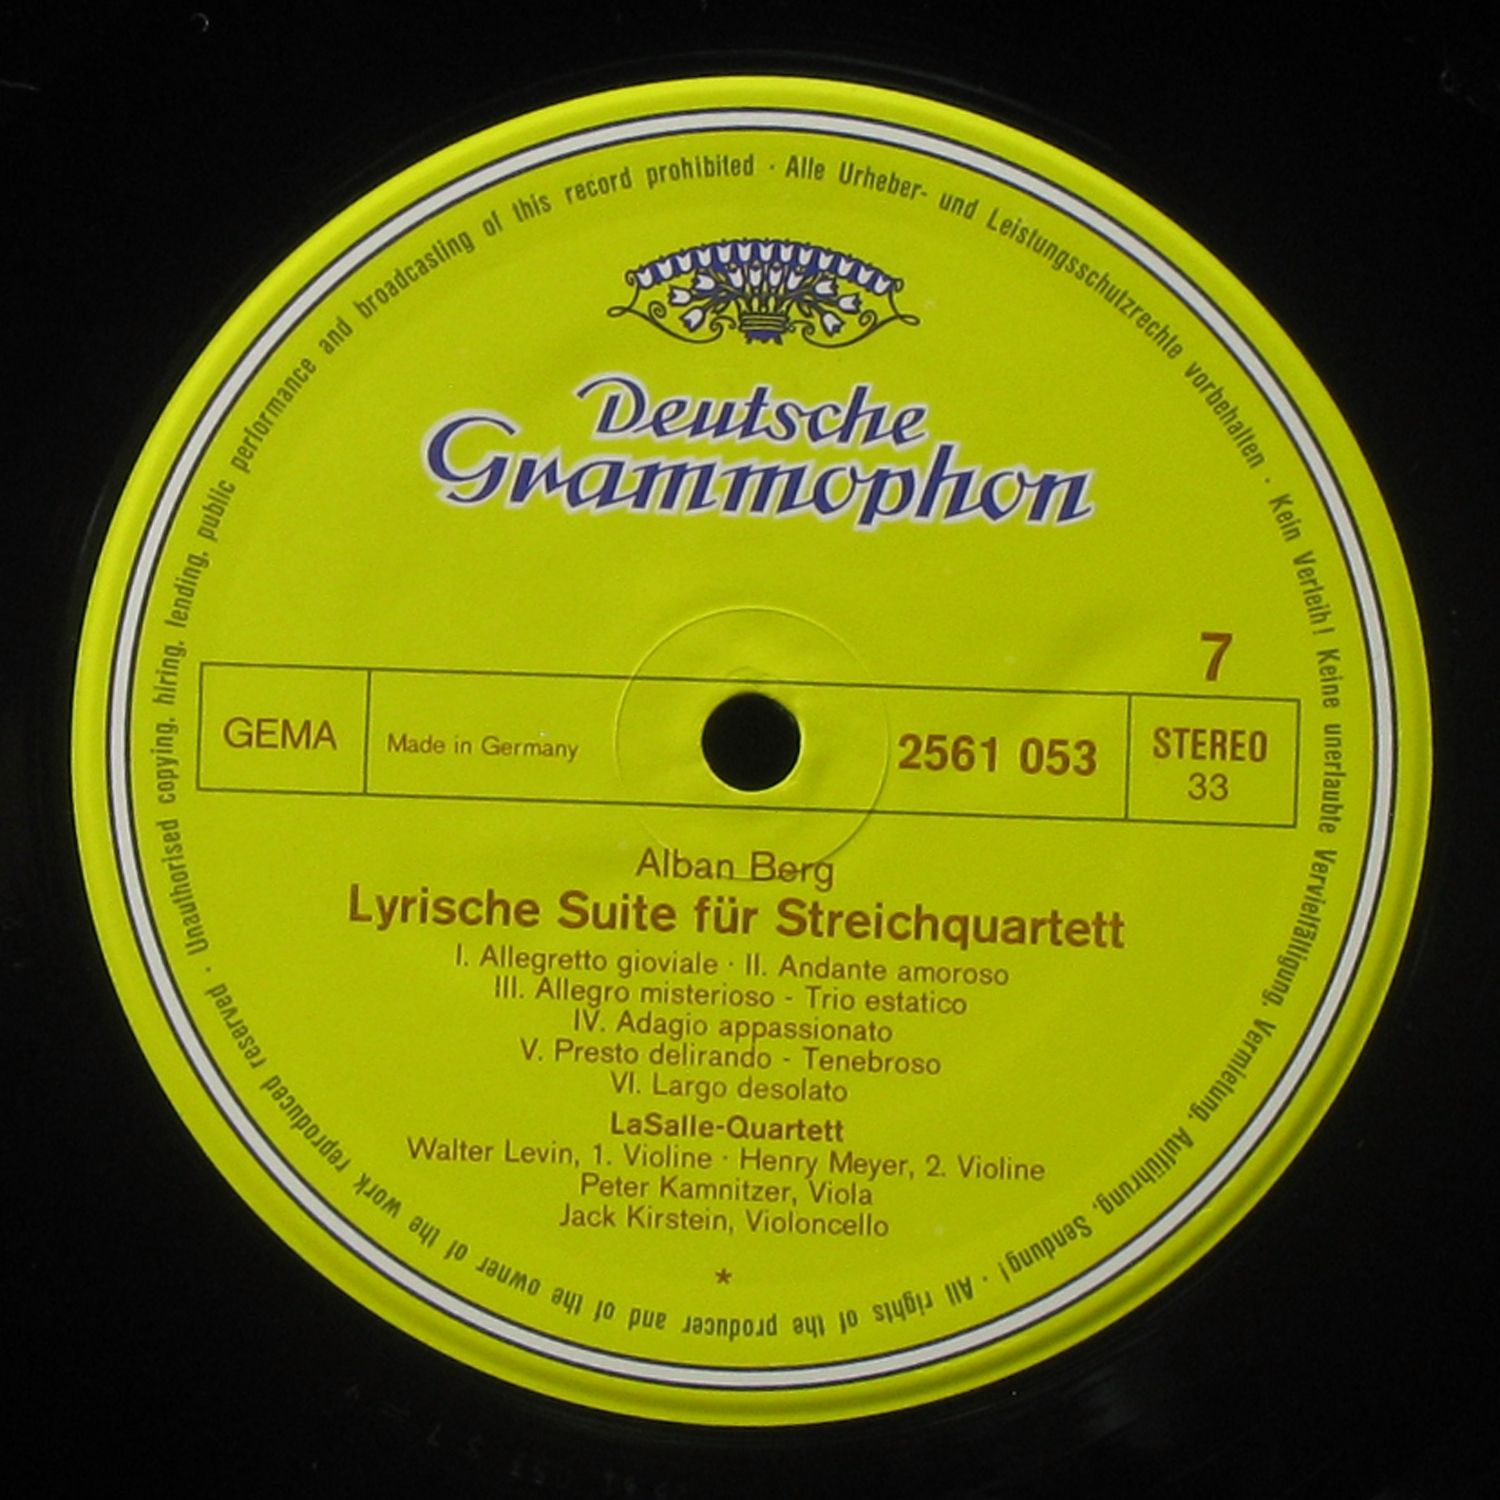 Unauthorised copying, hiring, lending, public performance and broadcasting of this record prohibited · Alle Urheber- und Leistungsschutzrechte vorbehalten · Kein Verleih! Keine unerlaubte Vervielfältigung, Vermietung, Aufführung, Sendung! · All rights of the producer and of the owner of the work reproduced reserved ·
Deutsche
Grammophon
7
GEMA
Made in Germany
2561 053
STEREO
33
Alban Berg
Lyrische Suite für Streichquartett
I. Allegretto gioviale · II. Andante amoroso
III. Allegro misterioso - Trio estatico
IV. Adagio appassionato
V. Presto delirando - Tenebroso
VI. Largo desolato
LaSalle-Quartett
Walter Levin, 1. Violine · Henry Meyer, 2. Violine
Peter Kamnitzer, Viola
Jack Kirstein, Violoncello
*